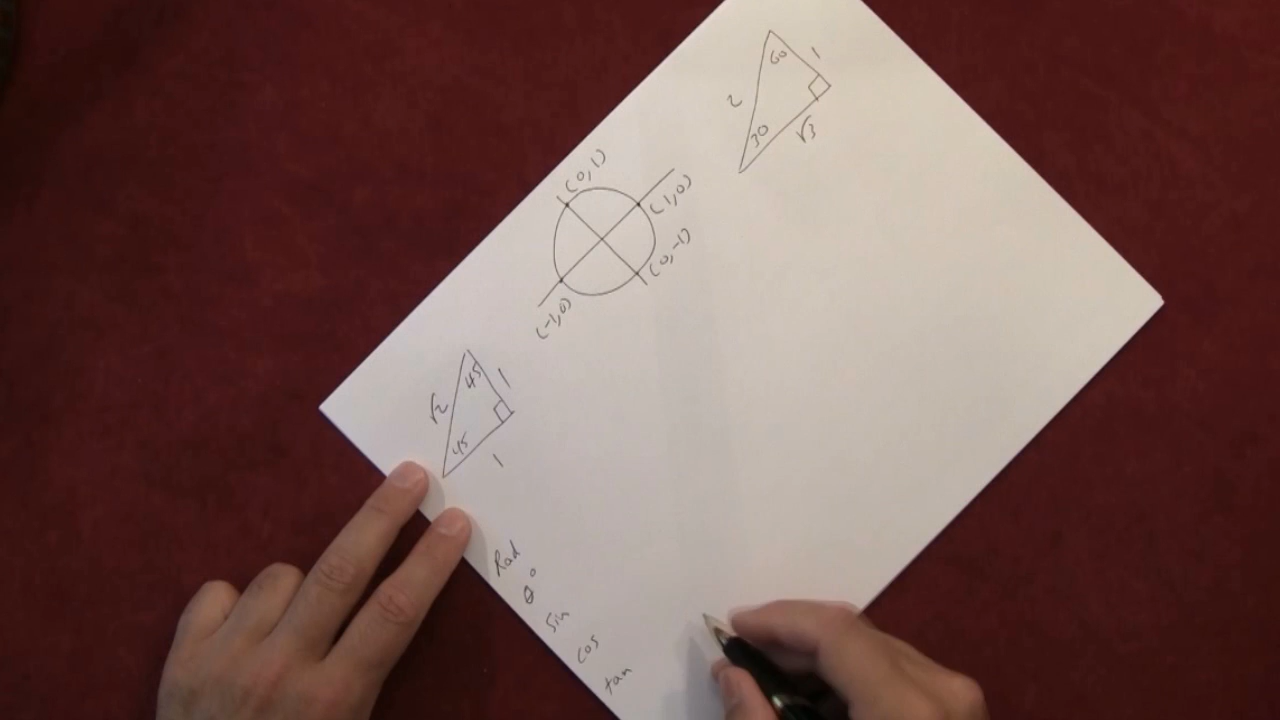 √2
45
45
1
1
(0,1)
(1,0)
(0,-1)
(-1,0)
2
60
30
1
√3
Rad
θ°
Sin
Cos
tan